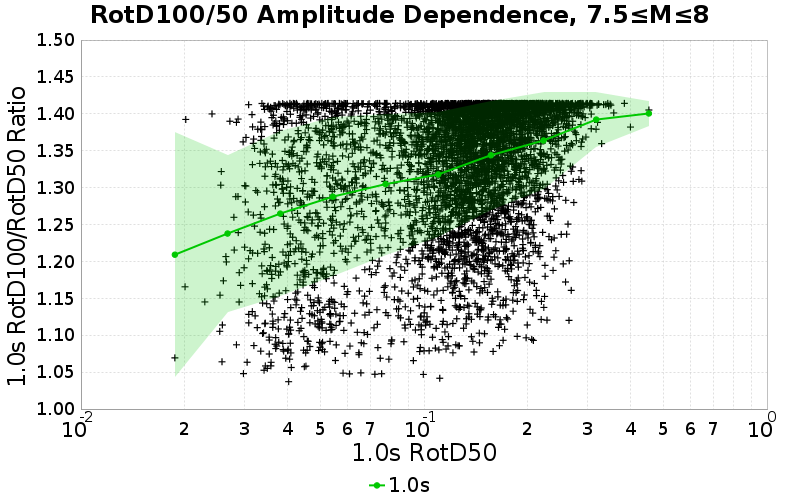 RotD100/50 Amplitude Dependence, 7.5≤M≤8
1.0s RotD100/RotD50 Ratio
1.50
1.45
1.40
1.35
1.30
1.25
1.20
1.15
1.10
1.05
1.00
10-2 2 3 4 5 6 7 10-1 2 3 4 5 6 7 100
1.0s RotD50
1.0s